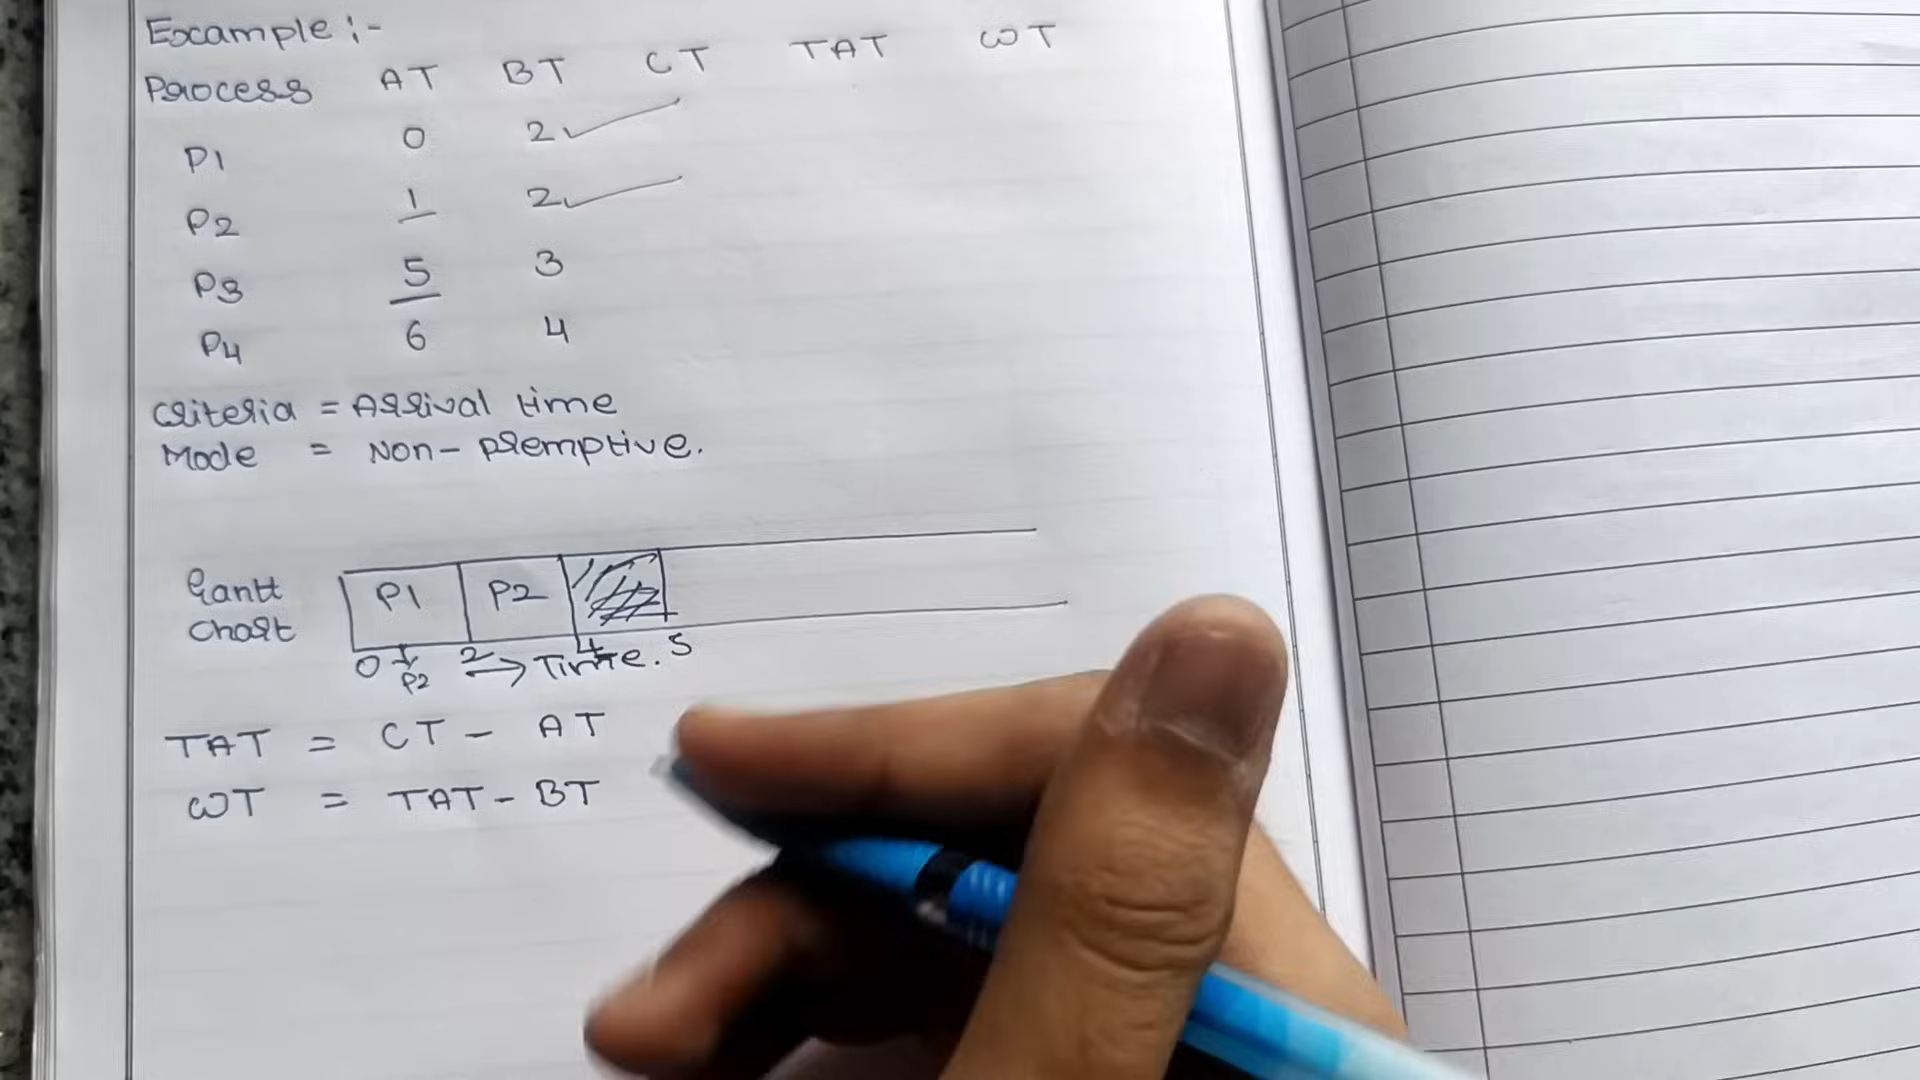 Example :-
Process AT BT CT TAT WT
P1 0 2
P2 1 2
P3 5 3
P4 6 4
Criteria = Arrival time
Mode = Non- premptive.
Gantt
Chart
P1 P2
0 1 2 → Time. 4 5
P2
TAT = CT - AT
WT = TAT - BT